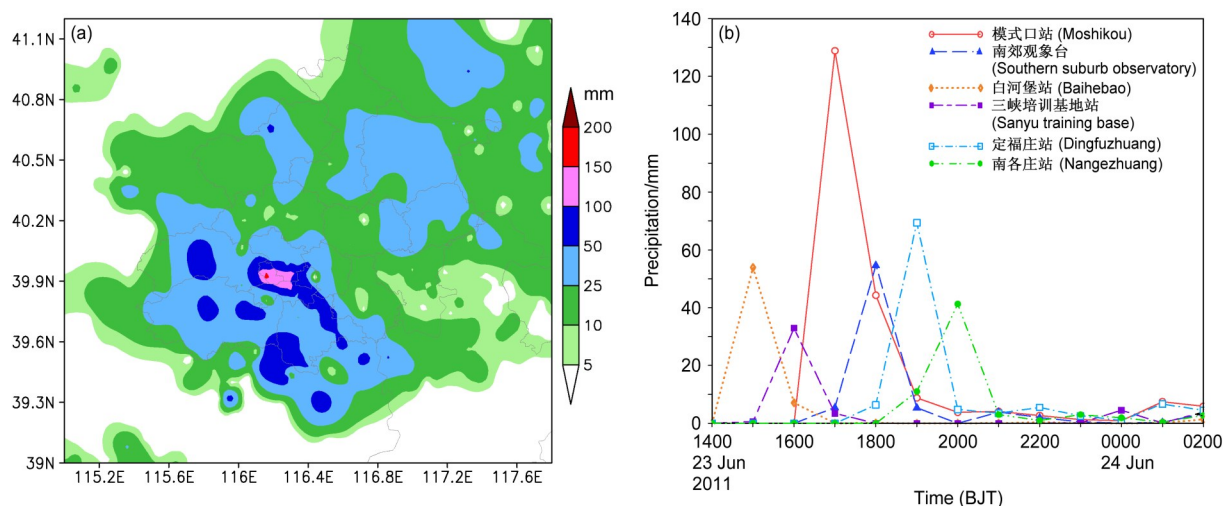 (a)
41.1N
40.8N
40.5N
40.2N
39.9N
39.6N
39.3N
39N
115.2E 115.6E 116E 116.4E 116.8E 117.2E 117.6E
mm
200
150
100
50
25
10
5
(b)
Precipitation/mm
140
120
100
80
60
40
20
0
模式口站 (Moshikou)
南郊观象台
(Southern suburb observatory)
白河堡站 (Baihebao)
三峡培训基地站
(Sanyu training base)
定福庄站 (Dingfuzhuang)
南各庄站 (Nangezhuang)
1400 1600 1800 2000 2200 0000 0200
23 Jun 24 Jun
2011
Time (BJT)